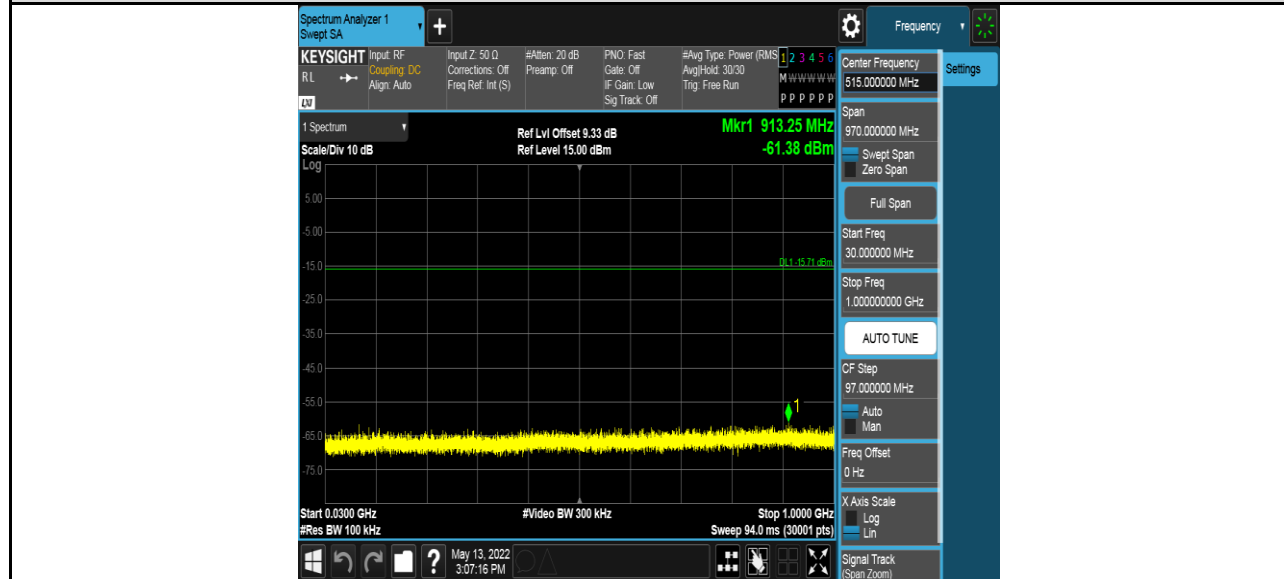 Spectrum Analyzer 1
Swept SA
+
Frequency
KEYSIGHT
RL
LXI
Input: RF
Coupling: DC
Align: Auto
Input Z: 50 Ω
Corrections: Off
Freq Ref: Int (S)
#Atten: 20 dB
Preamp: Off
PNO: Fast
Gate: Off
IF Gain: Low
Sig Track: Off
#Avg Type: Power (RMS
Avg|Hold: 30/30
Trig: Free Run
1 2 3 4 5 6
M W W W W W
P P P P P P
1 Spectrum
Scale/Div 10 dB
Ref Lvl Offset 9.33 dB
Ref Level 15.00 dBm
Mkr1 913.25 MHz
-61.38 dBm
Log
5.00
-5.00
-15.0
-25.0
-35.0
-45.0
-55.0
-65.0
-75.0
DL1 -15.71 dBm
1
Start 0.0300 GHz
#Res BW 100 kHz
#Video BW 300 kHz
Stop 1.0000 GHz
Sweep 94.0 ms (30001 pts)
?
May 13, 2022
3:07:16 PM
Center Frequency
515.000000 MHz
Span
970.000000 MHz
Swept Span
Zero Span
Full Span
Start Freq
30.000000 MHz
Stop Freq
1.000000000 GHz
AUTO TUNE
CF Step
97.000000 MHz
Auto
Man
Freq Offset
0 Hz
X Axis Scale
Log
Lin
Signal Track
(Span Zoom)
Settings